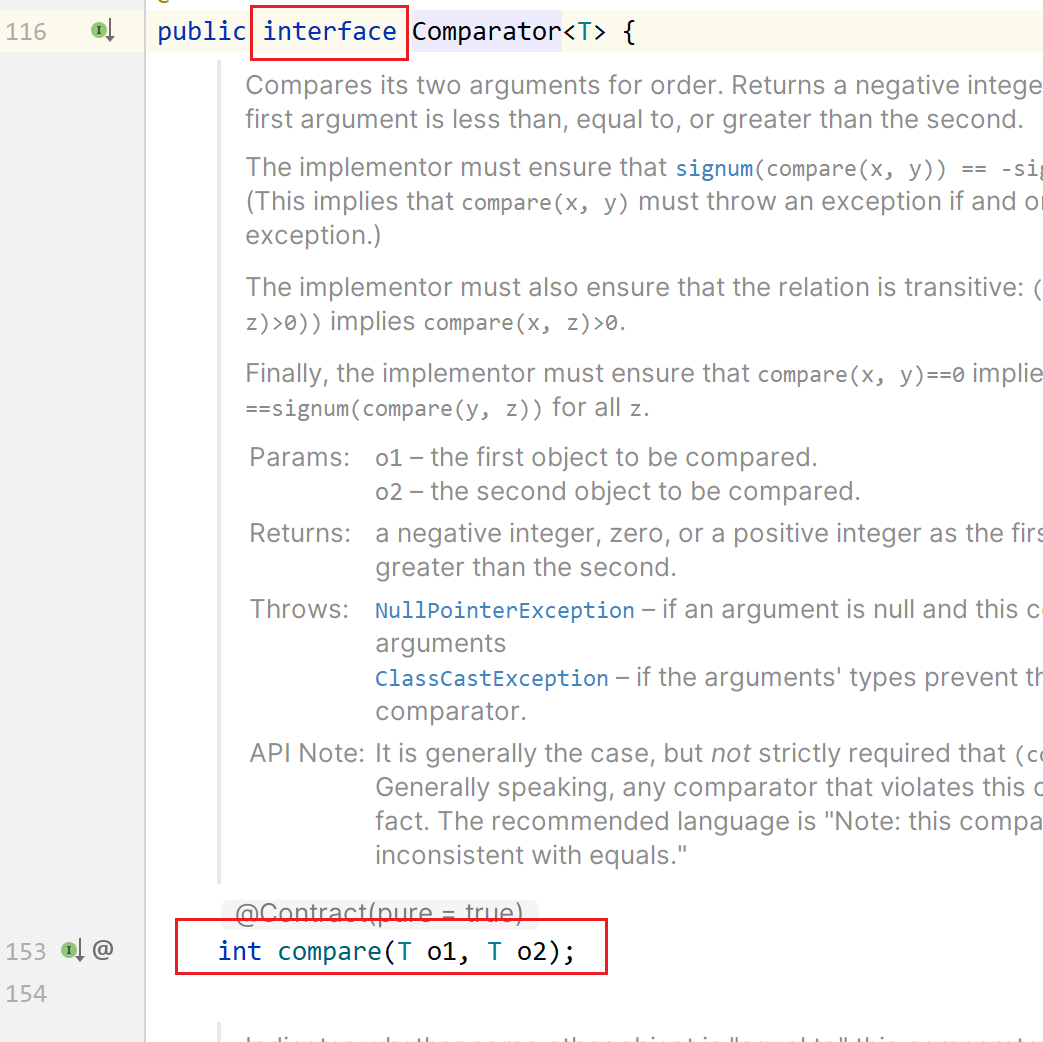 116 public interface Comparator<T> {
Compares its two arguments for order. Returns a negative
first argument is less than, equal to, or greater than the second.
The implementor must ensure that signum(compare(x, y)) ==
(This implies that compare(x, y) must throw an exception if and
exception.)
The implementor must also ensure that the relation is transitive: (
z)>0)) implies compare(x, z)>0.
Finally, the implementor must ensure that compare(x, y)==0
==signum(compare(y, z)) for all z.
Params: o1 – the first object to be compared.
o2 – the second object to be compared.
Returns: a negative integer, zero, or a positive integer as the
greater than the second.
Throws: NullPointerException – if an argument is null and this
arguments
ClassCastException – if the arguments' types prevent
comparator.
API Note: It is generally the case, but not strictly required that
Generally speaking, any comparator that violates this
fact. The recommended language is "Note: this
inconsistent with equals."
@Contract(pure = true)
153 @ int compare(T o1, T o2);
154